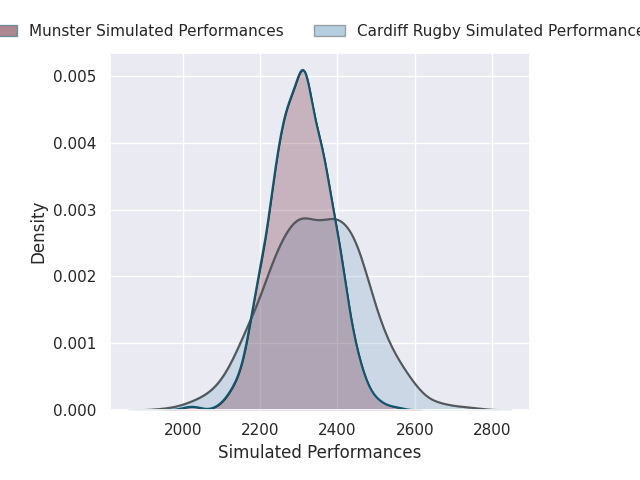 Munster Simulated Performances Cardiff Rugby Simulated Performance
0.005
0.004
0.003
0.002
0.001
0.000
Density
2000 2200 2400 2600 2800
Simulated Performances